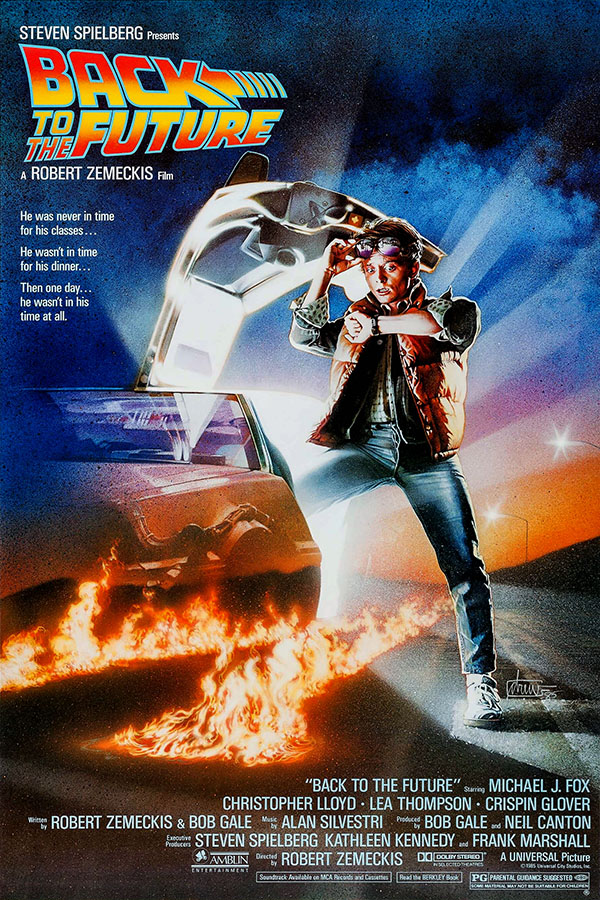 STEVEN SPIELBERG Presents
BACK
TO
THE FUTURE
A ROBERT ZEMECKIS Film
He was never in time
for his classes...
He wasn't in time
for his dinner...
Then one day...
he wasn't in his
time at all.
"BACK TO THE FUTURE" Starring MICHAEL J. FOX
CHRISTOPHER LLOYD · LEA THOMPSON · CRISPIN GLOVER
Written by ROBERT ZEMECKIS & BOB GALE Music by ALAN SILVESTRI Produced by BOB GALE and NEIL CANTON
Executive Producers STEVEN SPIELBERG KATHLEEN KENNEDY and FRANK MARSHALL
AMBLIN ENTERTAINMENT Directed by ROBERT ZEMECKIS DOLBY STEREO IN SELECTED THEATRES A UNIVERSAL Picture
©1985 Universal City Studios, Inc.
Soundtrack Available on MCA Records and Cassettes Read the BERKLEY Book PG PARENTAL GUIDANCE SUGGESTED
SOME MATERIAL MAY NOT BE SUITABLE FOR CHILDREN